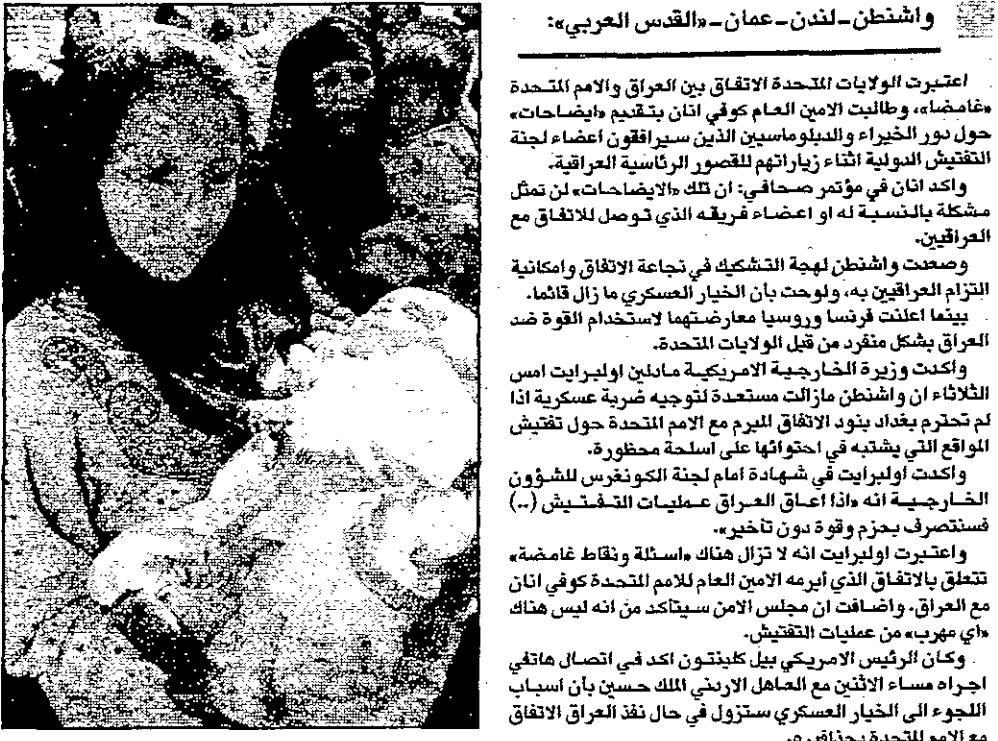 واشنطن-لندن-عمان-«القدس العربي»:
اعتبرت الولايات المتحدة الاتفاق بين العراق والامم المتحدة
«غامضا»، وطالبت الامين العام كوفي انان بتقديم «ايضاحات»
حول دور الخبراء والدبلوماسيين الذين سيرافقون أعضاء لجنة
التفتيش الدولية اثناء زياراتهم للقصور الرئاسية العراقية.
واكد انان في مؤتمر صحافي: ان تلك «الايضاحات» لن تمثل
مشكلة بالنسبة له او اعضاء فريقه الذي توصل للاتفاق مع
العراقيين.
وصعدت واشنطن لهجة التشكيك في نجاعة الاتفاق وامكانية
التزام العراقيين به، ولوحت بأن الخيار العسكري ما زال قائما.
بينما اعلنت فرنسا وروسيا معارضتهما لاستخدام القوة ضد
العراق بشكل منفرد من قبل الولايات المتحدة.
واكدت وزيرة الخارجية الامريكية مادلين اولبرايت امس
الثلاثاء ان واشنطن مازالت مستعدة لتوجيه ضربة عسكرية اذا
لم تحترم بغداد بنود الاتفاق المبرم مع الامم المتحدة حول تفتيش
المواقع التي يشتبه في احتوائها على اسلحة محظورة.
واكدت اولبرايت في شهادة امام لجنة الكونغرس للشؤون
الخارجية انه «اذا اعاق العراق عمليات التفتيش (..)
فسنتصرف بحزم وقوة دون تأخير».
واعتبرت اولبرايت انه لا تزال هناك «اسئلة ونقاط غامضة»
تتعلق بالاتفاق الذي أبرمه الامين العام للامم المتحدة كوفي انان
مع العراق. واضافت ان مجلس الامن سيتأكد من انه ليس هناك
«اي مهرب» من عمليات التفتيش.
وكان الرئيس الامريكي بيل كلينتون اكد في اتصال هاتفي
اجراه مساء الاثنين مع العاهل الاردني الملك حسين بأن أسباب
اللجوء الى الخيار العسكري ستزول في حال نفذ العراق الاتفاق
مع الامم المتحدة بحذافيره.